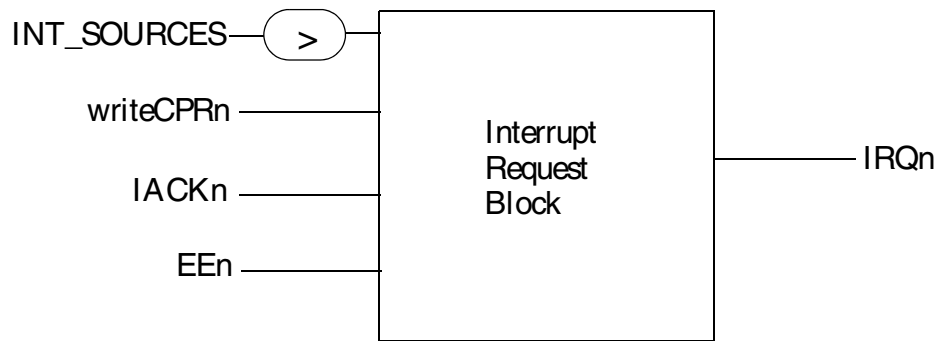 INT_SOURCES
>
writeCPRn
IACKn
EEn
Interrupt
Request
Block
IRQn